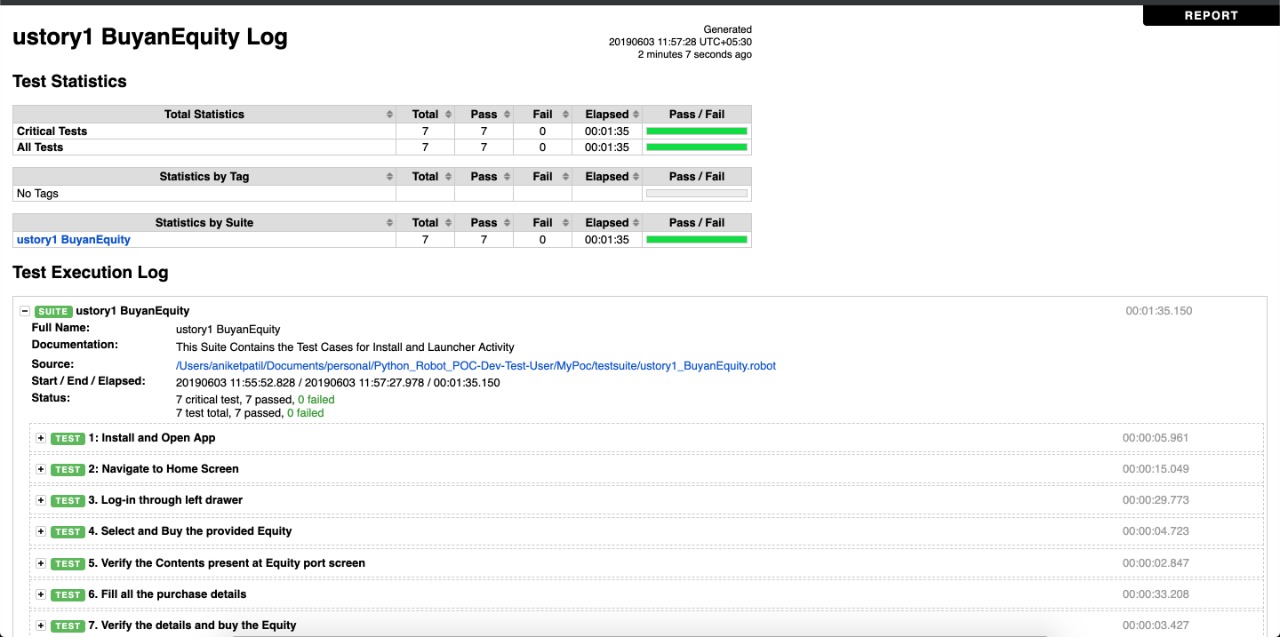 REPORT
ustory1 BuyanEquity Log
Generated
20190603 11:57:28 UTC+05:30
2 minutes 7 seconds ago
Test Statistics
Total Statistics Total Pass Fail Elapsed Pass / Fail
Critical Tests 7 7 0 00:01:35
All Tests 7 7 0 00:01:35
Statistics by Tag Total Pass Fail Elapsed Pass / Fail
No Tags
Statistics by Suite Total Pass Fail Elapsed Pass / Fail
ustory1 BuyanEquity 7 7 0 00:01:35
Test Execution Log
SUITE ustory1 BuyanEquity 00:01:35.150
Full Name: ustory1 BuyanEquity
Documentation: This Suite Contains the Test Cases for Install and Launcher Activity
Source: /Users/aniketpatil/Documents/personal/Python_Robot_POC-Dev-Test-User/MyPoc/testsuite/ustory1_BuyanEquity.robot
Start / End / Elapsed: 20190603 11:55:52.828 / 20190603 11:57:27.978 / 00:01:35.150
Status: 7 critical test, 7 passed, 0 failed
7 test total, 7 passed, 0 failed
TEST 1: Install and Open App 00:00:05.961
TEST 2: Navigate to Home Screen 00:00:15.049
TEST 3. Log-in through left drawer 00:00:29.773
TEST 4. Select and Buy the provided Equity 00:00:04.723
TEST 5. Verify the Contents present at Equity port screen 00:00:02.847
TEST 6. Fill all the purchase details 00:00:33.208
TEST 7. Verify the details and buy the Equity 00:00:03.427